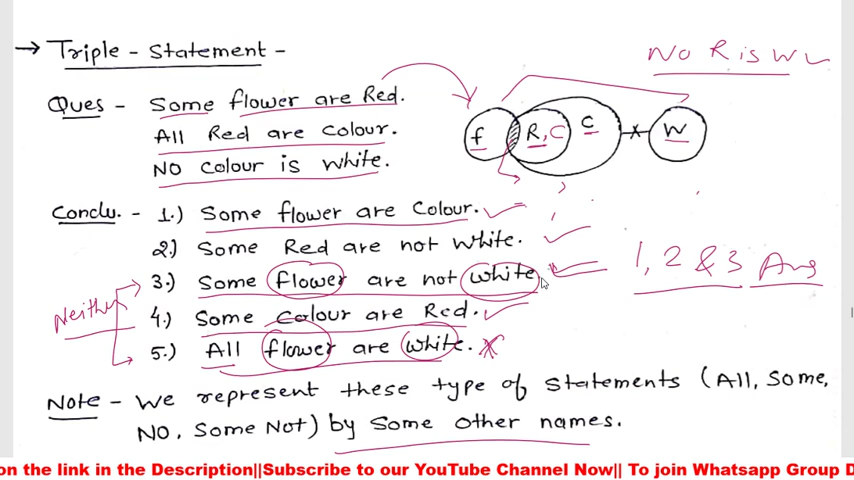 → Triple - Statement -
No R is W
Ques - Some flower are Red.
All Red are Colour.
NO Colour is white.
f R, C C W
Conclu. - 1.) Some flower are Colour.
2.) Some Red are not white.
3.) Some flower are not white.
1, 2 & 3 Ans
Neither
4.) Some Colour are Red.
5.) All flower are white.
Note - We represent these type of Statements (All, Some,
NO, Some Not) by Some other names.
on the link in the Description||Subscribe to our YouTube Channel Now|| To join Whatsapp Group D